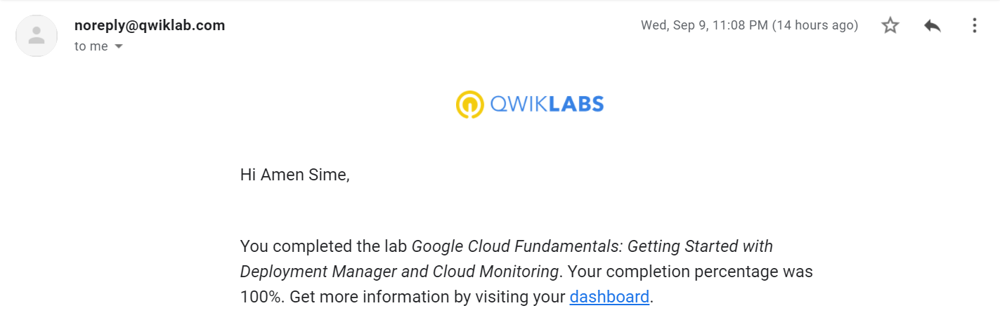 noreply@qwiklab.com
Wed, Sep 9, 11:08 PM (14 hours ago)
to me
QWIKLABS
Hi Amen Sime,
You completed the lab Google Cloud Fundamentals: Getting Started with
Deployment Manager and Cloud Monitoring. Your completion percentage was
100%. Get more information by visiting your dashboard.